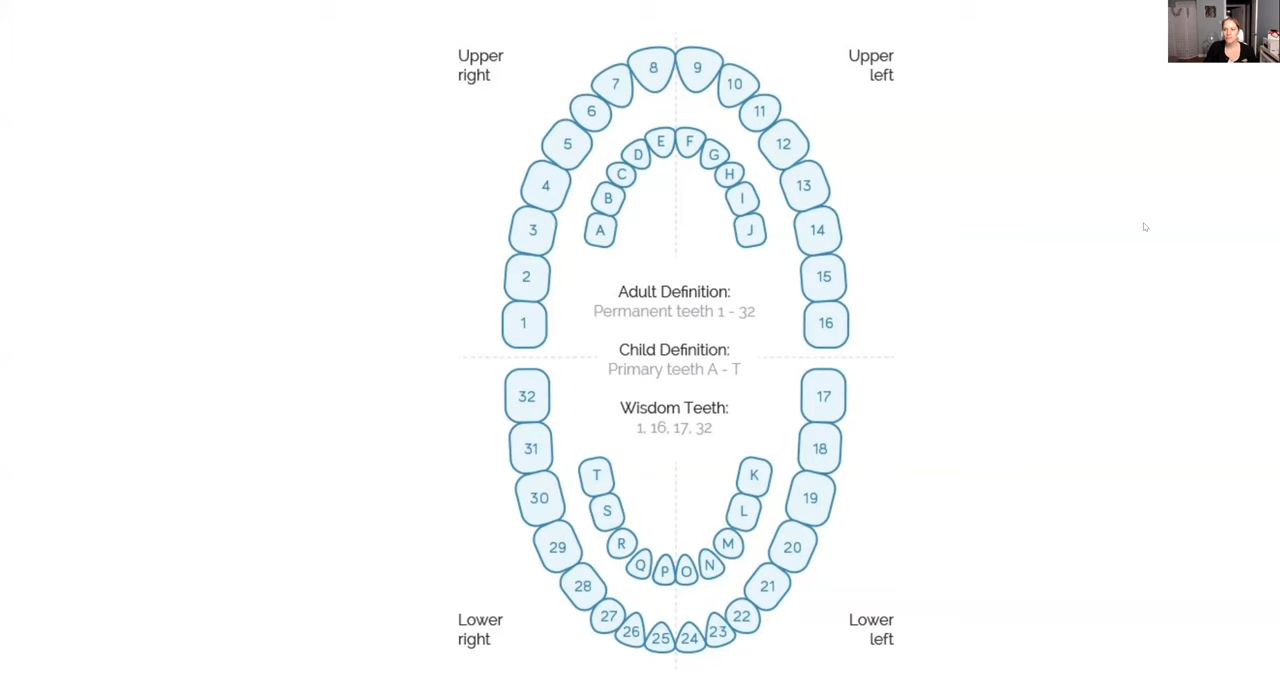 Upper
right
Upper
left
8 9
7 10
6 11
5 12
4 13
3 14
2 15
1 16
E F
D G
C H
B I
A J
Adult Definition:
Permanent teeth 1 - 32
Child Definition:
Primary teeth A - T
Wisdom Teeth:
1, 16, 17, 32
32 17
31 18
30 19
29 20
28 21
27 22
26 23
25 24
T K
S L
R M
Q N
P O
Lower
right
Lower
left